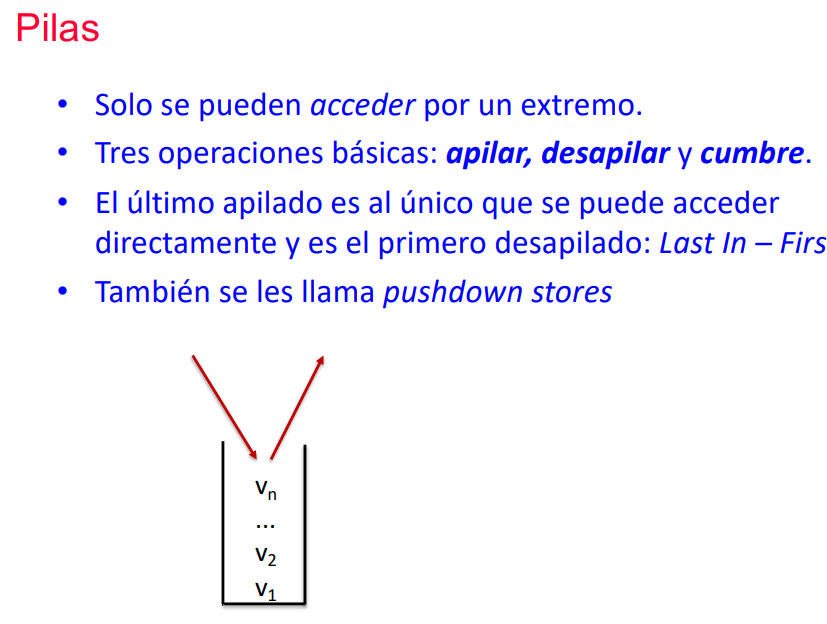 Pilas
• Solo se pueden acceder por un extremo.
• Tres operaciones básicas: apilar, desapilar y cumbre.
• El último apilado es al único que se puede acceder
directamente y es el primero desapilado: Last In – Firs
• También se les llama pushdown stores
vn
...
v2
v1